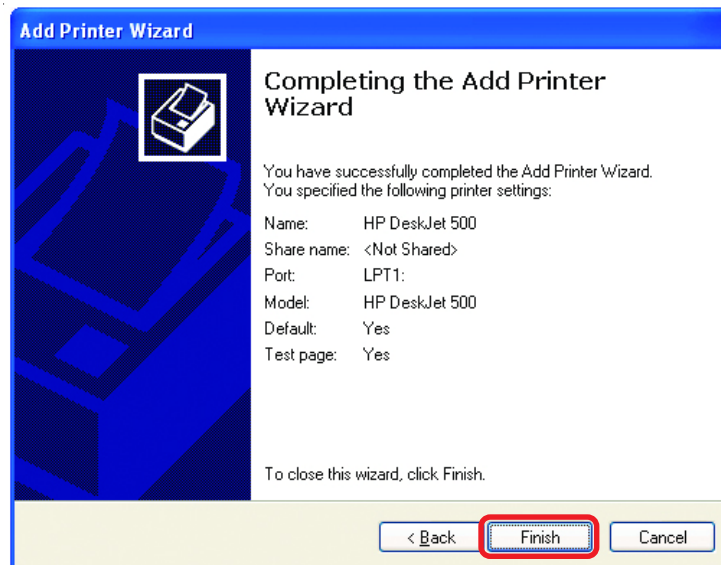 Add Printer Wizard
Completing the Add Printer
Wizard
You have successfully completed the Add Printer Wizard.
You specified the following printer settings:
Name: HP DeskJet 500
Share name: <Not Shared>
Port: LPT1:
Model: HP DeskJet 500
Default: Yes
Test page: Yes
To close this wizard, click Finish.
< Back Finish Cancel